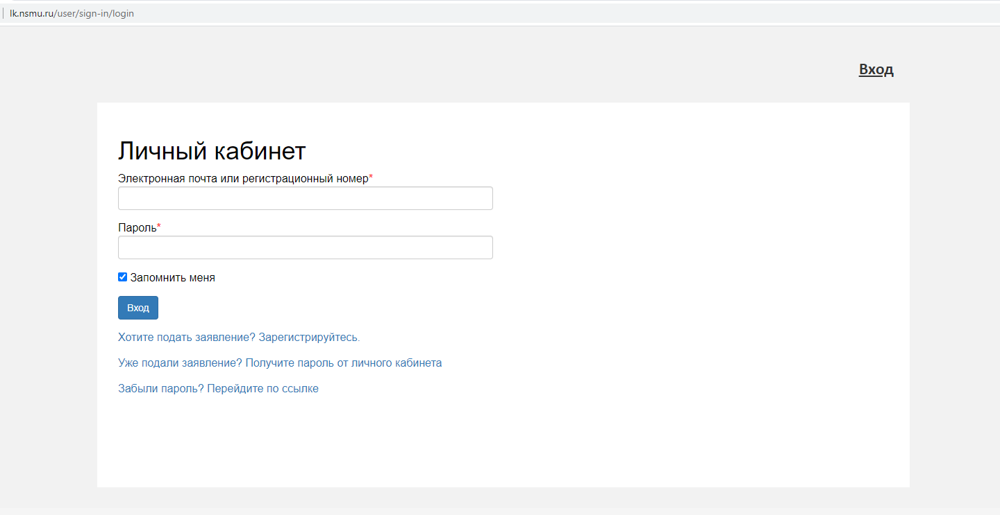 lk.nsmu.ru/user/sign-in/login
Вход
Личный кабинет
Электронная почта или регистрационный номер*
Пароль*
Запомнить меня
Вход
Хотите подать заявление? Зарегистрируйтесь.
Уже подали заявление? Получите пароль от личного кабинета
Забыли пароль? Перейдите по ссылке